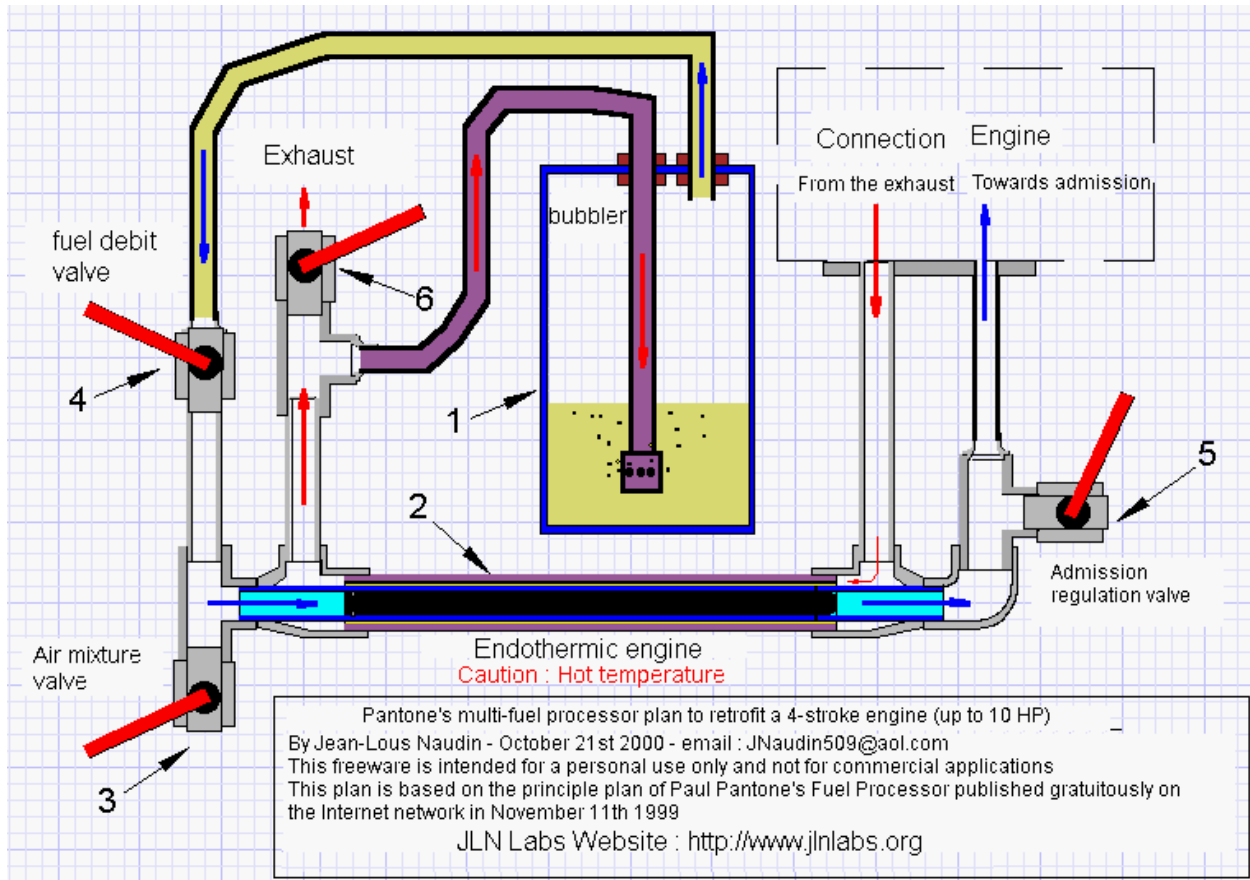 Exhaust
Connection Engine
From the exhaust Towards admission
bubbler
fuel debit
valve
6
4
1
5
2
Admission
regulation valve
Air mixture
valve
Endothermic engine
Caution : Hot temperature
3
Pantone's multi-fuel processor plan to retrofit a 4-stroke engine (up to 10 HP)
By Jean-Lous Naudin - October 21st 2000 - email : JNaudin509@aol.com
This freeware is intended for a personal use only and not for commercial applications
This plan is based on the principle plan of Paul Pantone's Fuel Processor published gratuitously on
the Internet network in November 11th 1999
JLN Labs Website : http://www.jlnlabs.org